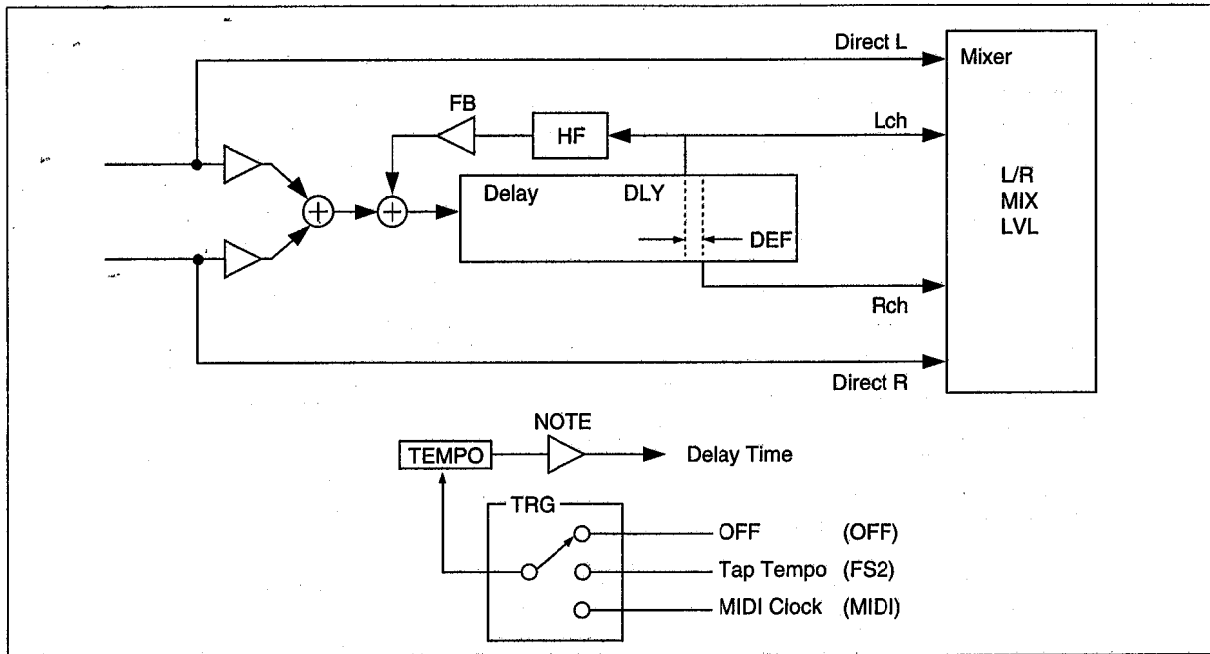 Direct L
Mixer
FB
HF
Lch
Delay DLY
DEF
L/R
MIX
LVL
Rch
Direct R
NOTE
TEMPO
Delay Time
TRG
OFF (OFF)
Tap Tempo (FS2)
MIDI Clock (MIDI)